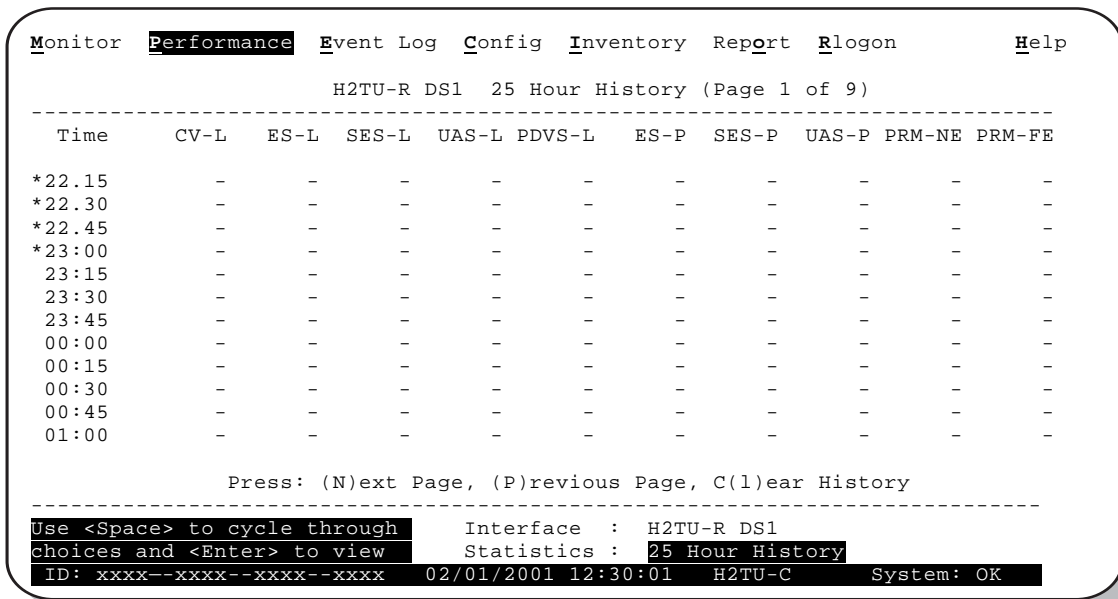 Monitor Performance Event Log Config Inventory Report Rlogon Help
H2TU-R DS1 25 Hour History (Page 1 of 9)
--------------------------------------------------------------------------------
Time CV-L ES-L SES-L UAS-L PDVS-L ES-P SES-P UAS-P PRM-NE PRM-FE
*22.15 - - - - - - - - - -
*22.30 - - - - - - - - - -
*22.45 - - - - - - - - - -
*23:00 - - - - - - - - - -
23:15 - - - - - - - - - -
23:30 - - - - - - - - - -
23:45 - - - - - - - - - -
00:00 - - - - - - - - - -
00:15 - - - - - - - - - -
00:30 - - - - - - - - - -
00:45 - - - - - - - - - -
01:00 - - - - - - - - - -
Press: (N)ext Page, (P)revious Page, C(l)ear History
--------------------------------------------------------------------------------
Use <Space> to cycle through Interface : H2TU-R DS1
choices and <Enter> to view Statistics : 25 Hour History
ID: xxxx--xxxx--xxxx--xxxx 02/01/2001 12:30:01 H2TU-C System: OK